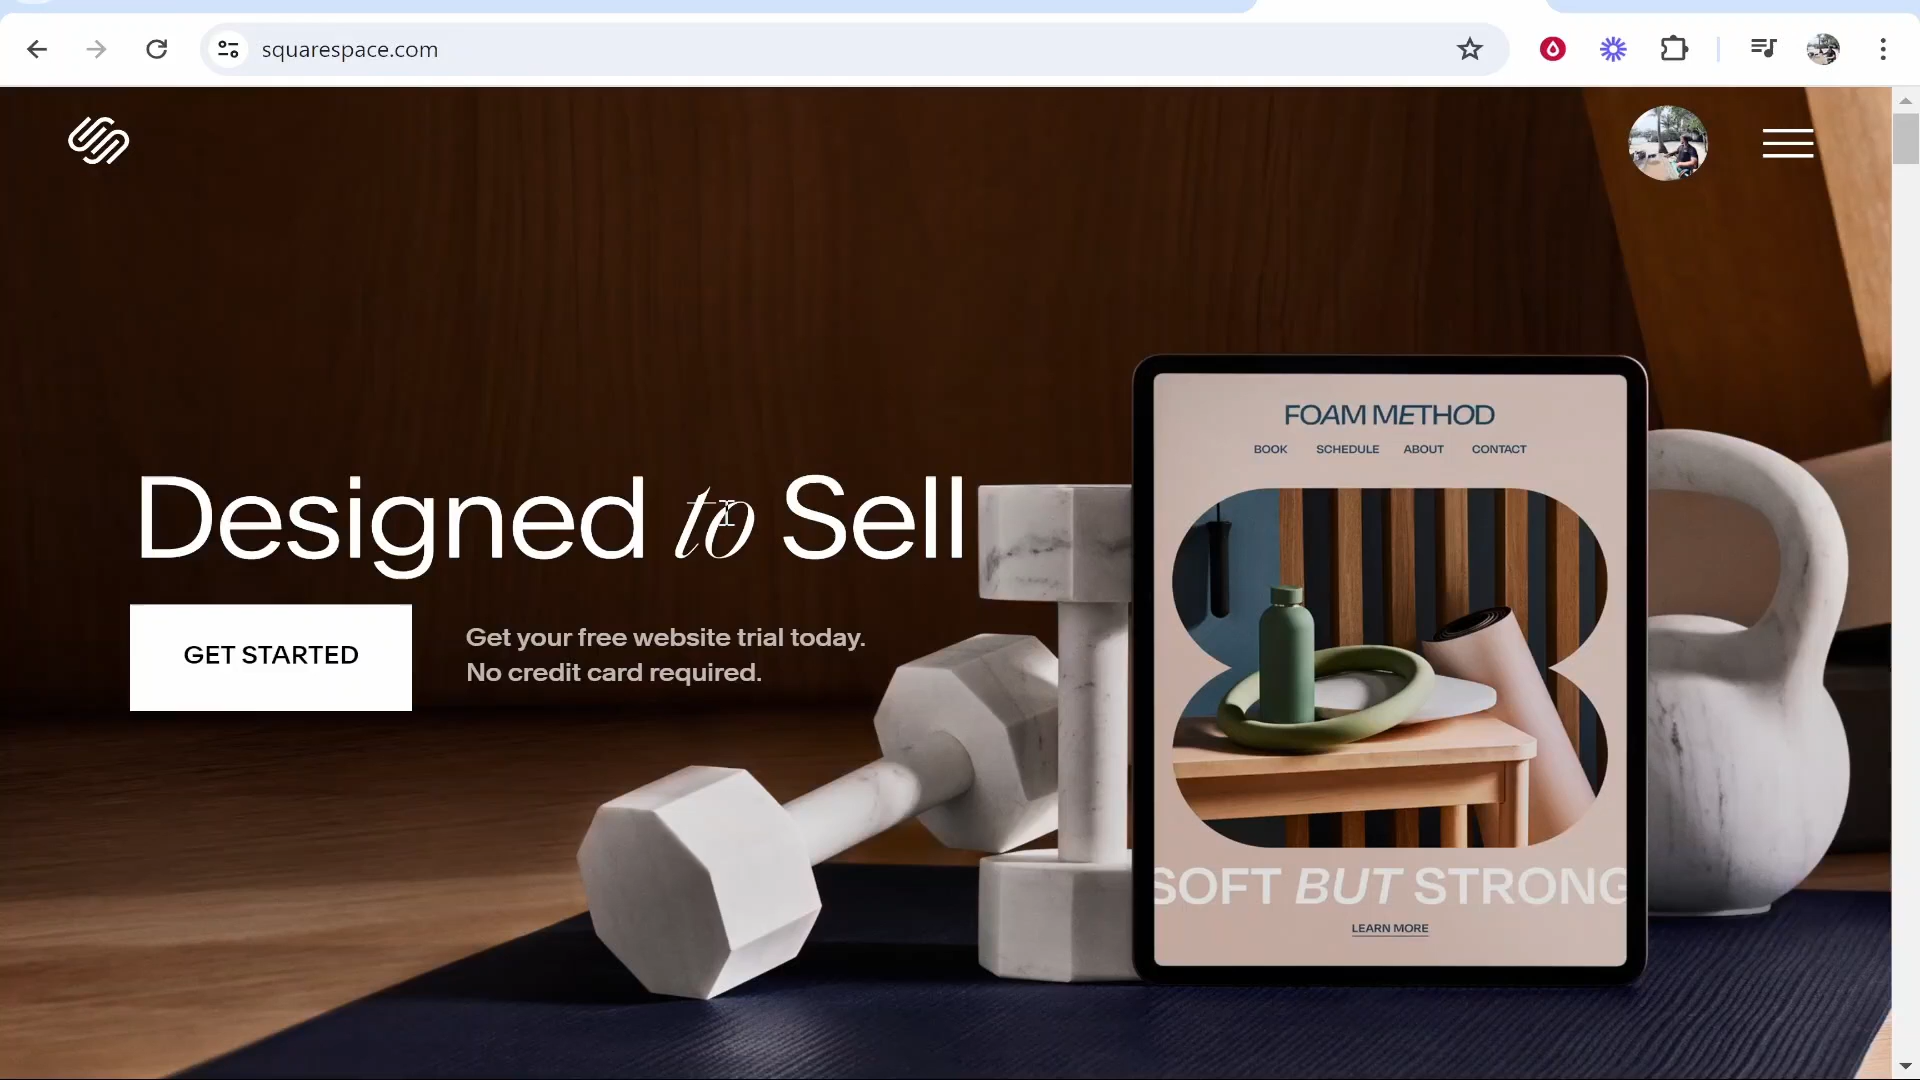 squarespace.com
FOAM METHOD
BOOK SCHEDULE ABOUT CONTACT
Designed to Sell
GET STARTED
Get your free website trial today.
No credit card required.
SOFT BUT STRONG
LEARN MORE